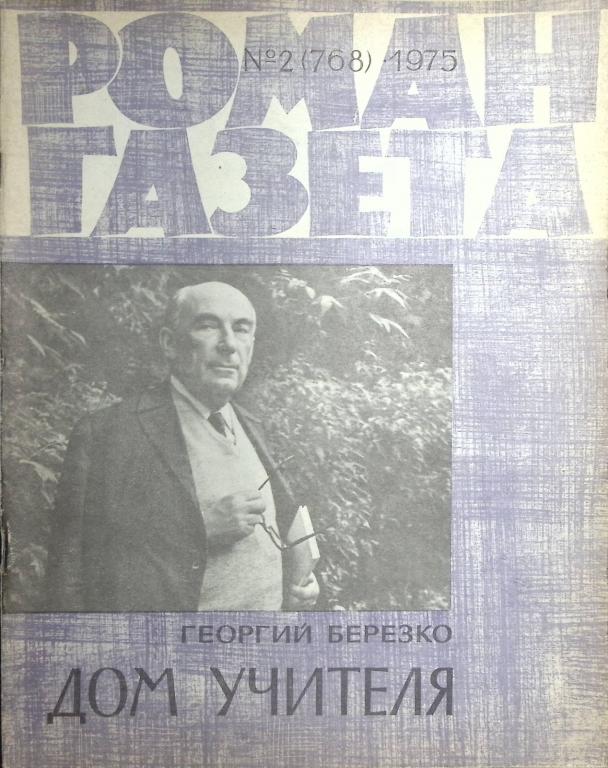 РОМАН
№2(768)·1975
ГАЗЕТА
ГЕОРГИЙ БЕРЕЗКО
ДОМ УЧИТЕЛЯ